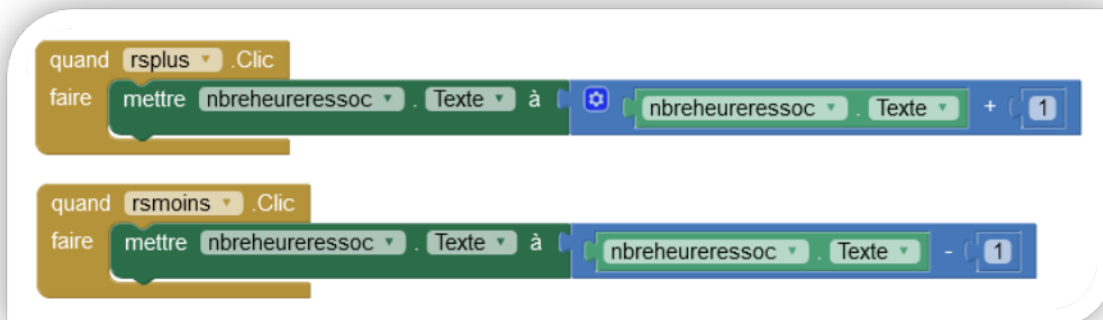 quand rsplus .Clic
faire mettre nbreheureressoc . Texte à nbreheureressoc . Texte + 1
quand rsmoins .Clic
faire mettre nbreheureressoc . Texte à nbreheureressoc . Texte - 1